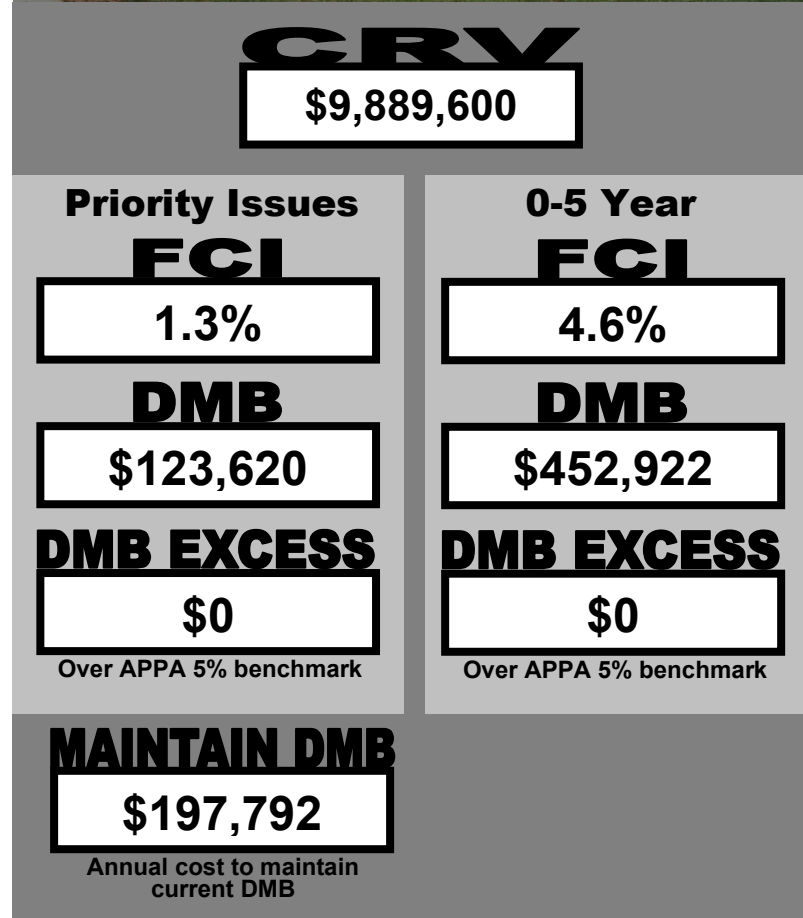 CRV
$9,889,600
Priority Issues
FCI
1.3%
DMB
$123,620
DMB EXCESS
$0
Over APPA 5% benchmark
0-5 Year
FCI
4.6%
DMB
$452,922
DMB EXCESS
$0
Over APPA 5% benchmark
MAINTAIN DMB
$197,792
Annual cost to maintain
current DMB